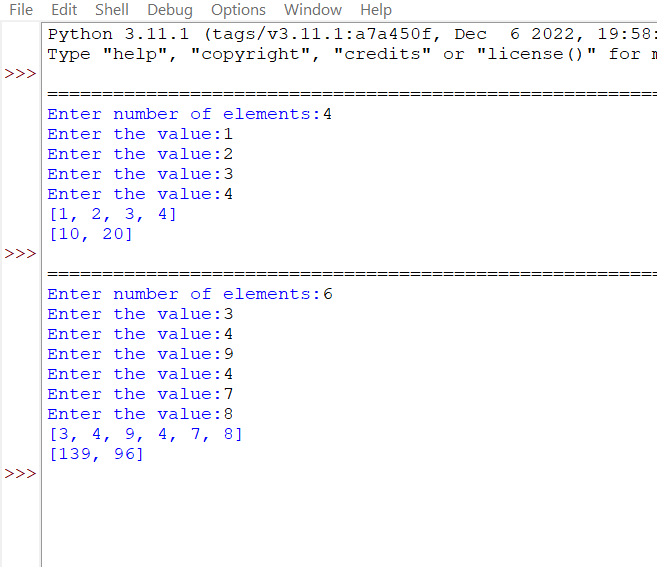 File Edit Shell Debug Options Window Help
Python 3.11.1 (tags/v3.11.1:a7a450f, Dec  6 2022, 19:58:
Type "help", "copyright", "credits" or "license()" for
>>>
=======================================================
Enter number of elements:4
Enter the value:1
Enter the value:2
Enter the value:3
Enter the value:4
[1, 2, 3, 4]
[10, 20]
>>>
=======================================================
Enter number of elements:6
Enter the value:3
Enter the value:4
Enter the value:9
Enter the value:4
Enter the value:7
Enter the value:8
[3, 4, 9, 4, 7, 8]
[139, 96]
>>>